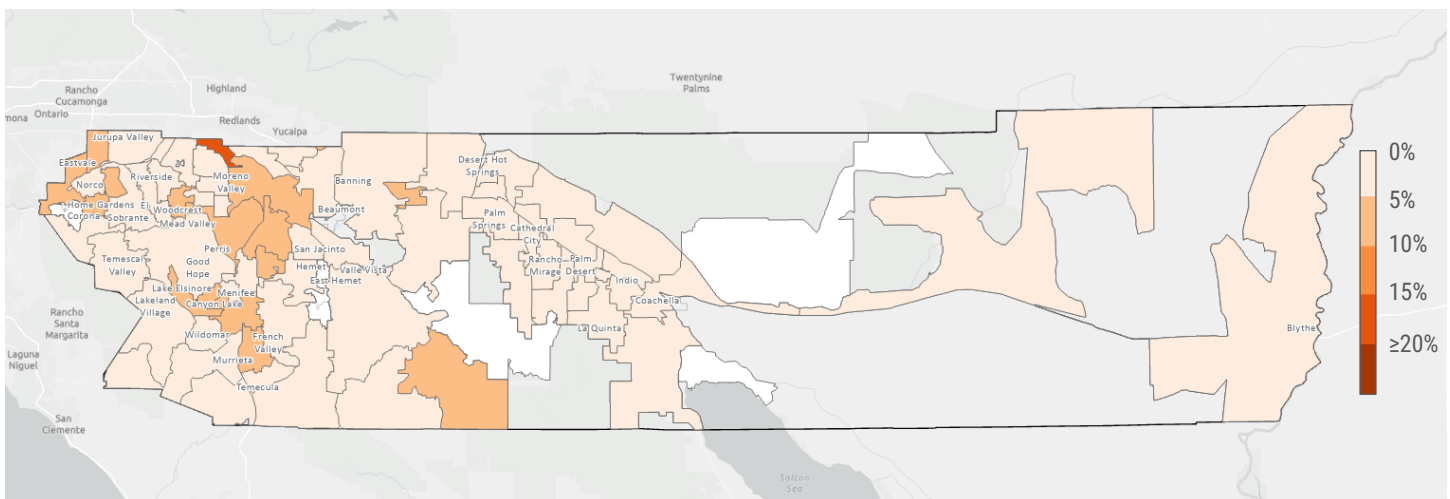 Twentynine
Palms
Rancho
Cucamonga
Highland
Ontario
mona
Redlands
Yucaipa
Jurupa Valley
Eastvale
Riverside
Norco
Moreno
Valley
Desert Hot
Springs
Banning
Home Gardens
Corona
El
Sobrante
Woodcrest
Mead Valley
Beaumont
Palm
Springs
Cathedral
City
Perris
San Jacinto
Temescal
Valley
Good
Hope
Hemet
Valle Vista
East Hemet
Rancho
Mirage
Palm
Desert
Indio
Lake Elsinore
Menifee
Canyon Lake
Lakeland
Village
Coachella
Rancho
Santa
Margarita
Wildomar
French
Valley
La Quinta
Blythe
Laguna
Niguel
Murrieta
Temecula
San
Clemente
Salton
Sea
0%
5%
10%
15%
≥20%